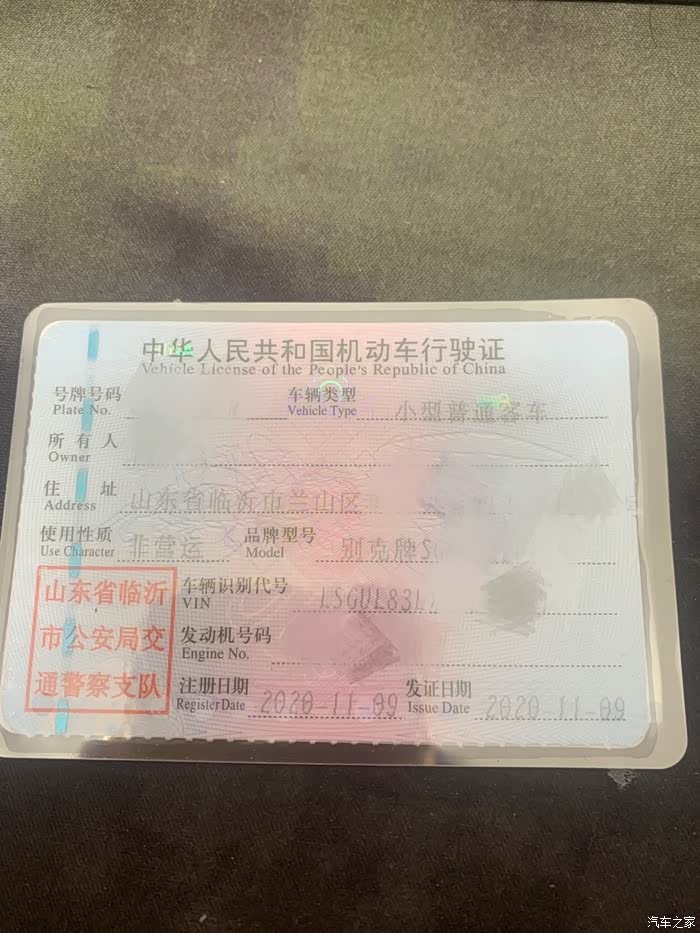 中华人民共和国机动车行驶证
Vehicle License of the People's Republic of China
号牌号码 车辆类型 小型普通客车
Plate No. Vehicle Type
所有人
Owner
住址 山东省临沂市兰山区
Address
使用性质 非营运 品牌型号 别克牌SG
Use Character Model
山东省临沂
市公安局交
通警察支队
车辆识别代号 LSGUL83L
VIN
发动机号码
Engine No.
注册日期 2020-11-09 发证日期 2020-11-09
Register Date Issue Date
汽车之家